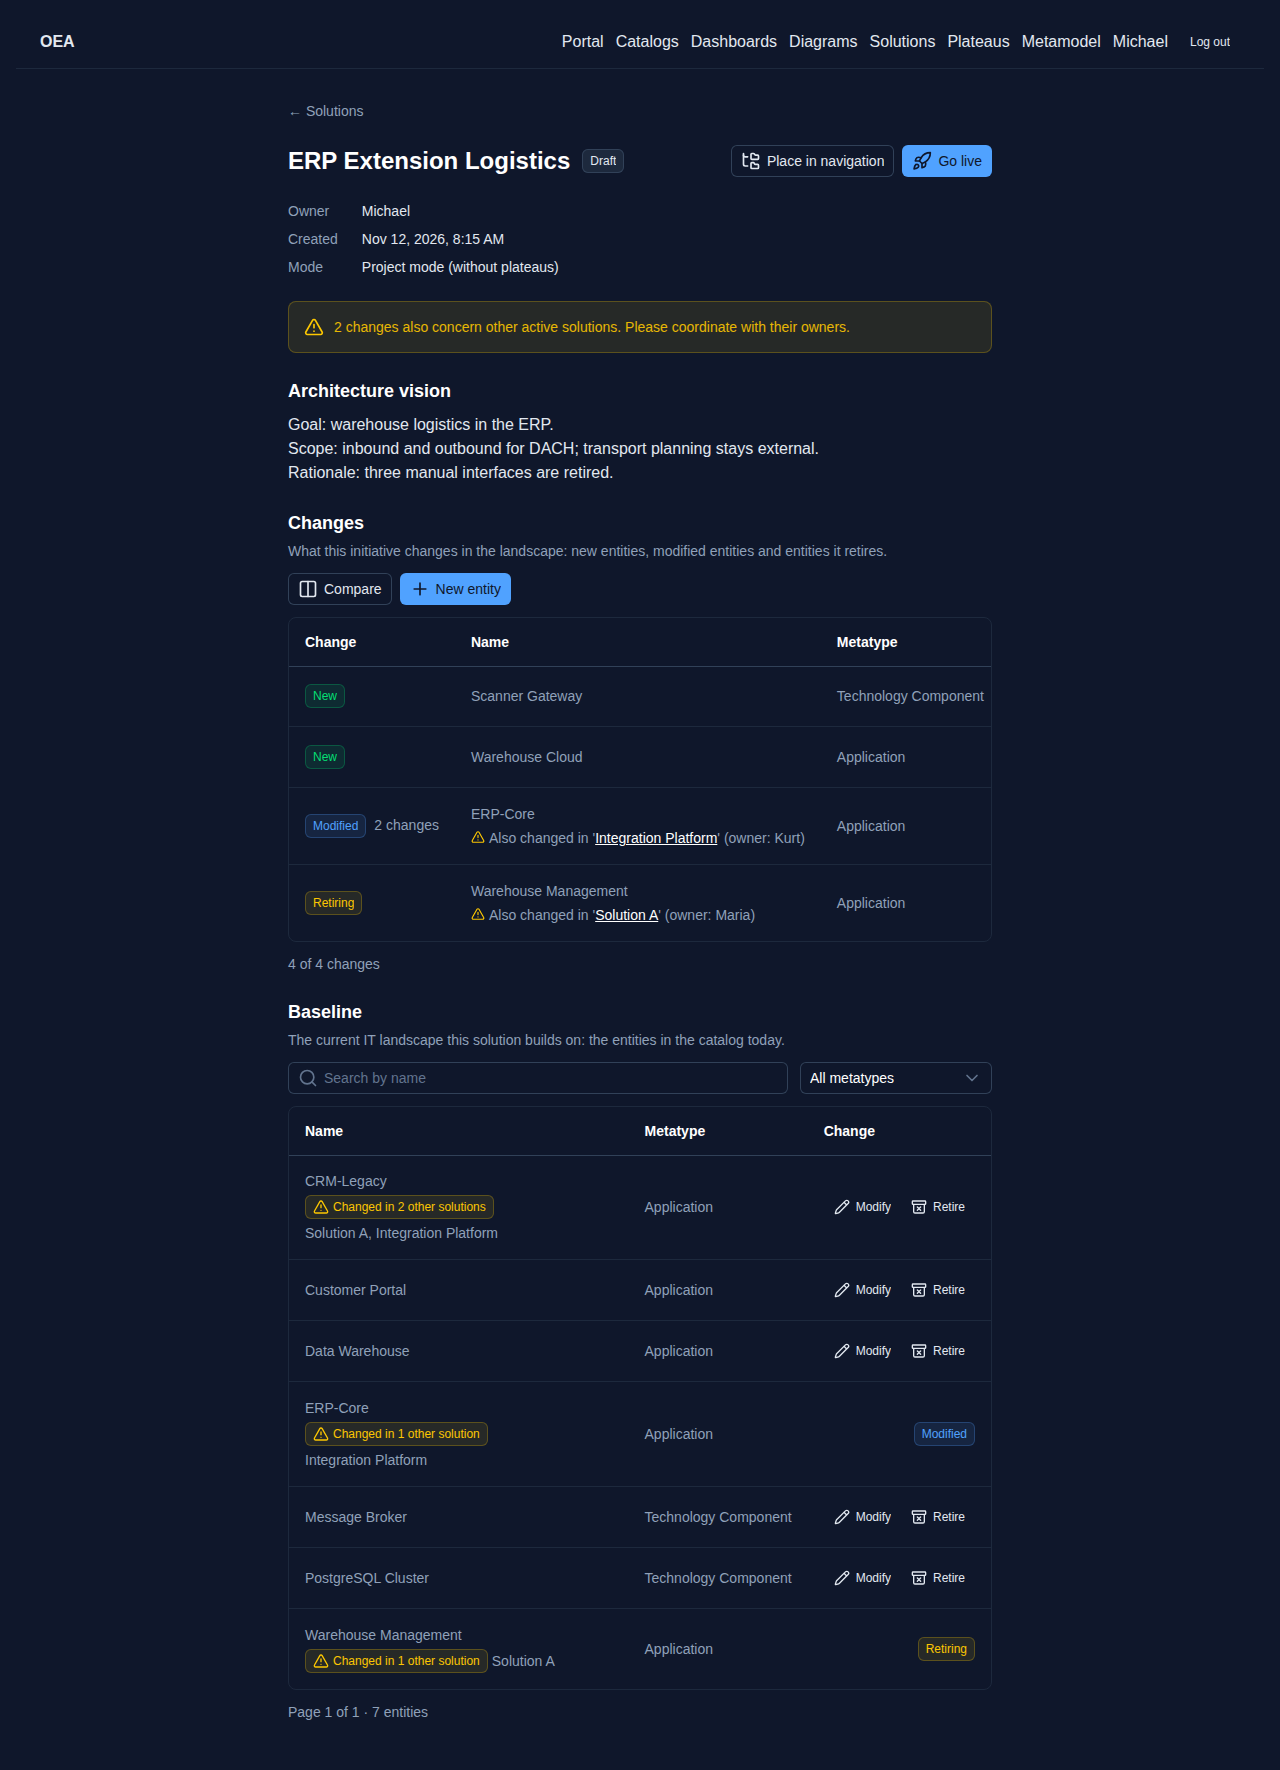 OEA Portal Catalogs Dashboards Diagrams Solutions Plateaus Metamodel Michael Log out
← Solutions
ERP Extension Logistics Draft Place in navigation Go live
Owner Michael
Created Nov 12, 2026, 8:15 AM
Mode Project mode (without plateaus)
2 changes also concern other active solutions. Please coordinate with their owners.
Architecture vision
Goal: warehouse logistics in the ERP.
Scope: inbound and outbound for DACH; transport planning stays external.
Rationale: three manual interfaces are retired.
Changes
What this initiative changes in the landscape: new entities, modified entities and entities it retires.
Compare New entity
Change Name Metatype
New Scanner Gateway Technology Component
New Warehouse Cloud Application
Modified 2 changes ERP-Core Application
Also changed in 'Integration Platform' (owner: Kurt)
Retiring Warehouse Management Application
Also changed in 'Solution A' (owner: Maria)
4 of 4 changes
Baseline
The current IT landscape this solution builds on: the entities in the catalog today.
Search by name All metatypes
Name Metatype Change
CRM-Legacy
Changed in 2 other solutions Application Modify Retire
Solution A, Integration Platform
Customer Portal Application Modify Retire
Data Warehouse Application Modify Retire
ERP-Core
Changed in 1 other solution Application Modified
Integration Platform
Message Broker Technology Component Modify Retire
PostgreSQL Cluster Technology Component Modify Retire
Warehouse Management Application Retiring
Changed in 1 other solution Solution A
Page 1 of 1 · 7 entities